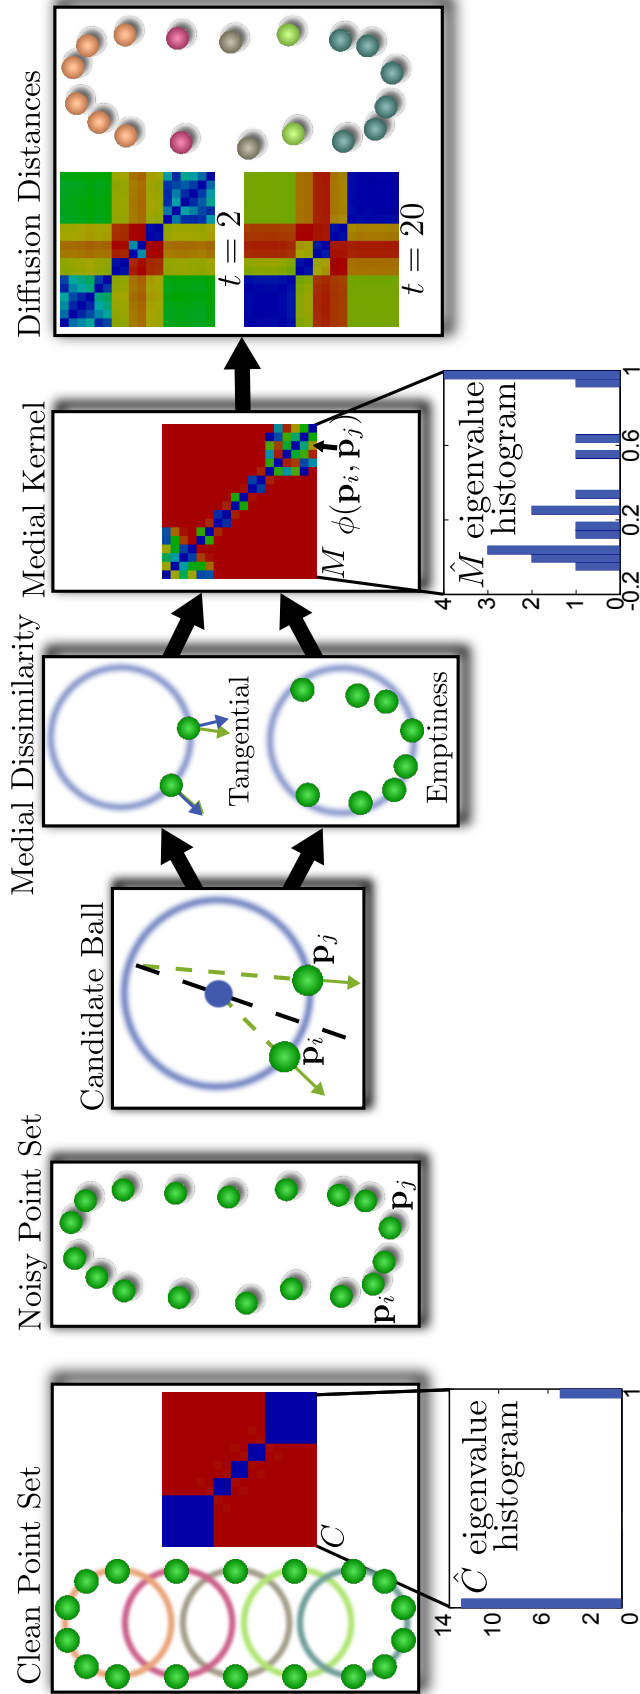 Clean Point Set
C
Ĉ eigenvalue
histogram
14
10
6
2
0
1
Noisy Point Set
p_i
p_j
Candidate Ball
p_i
p_j
Medial Dissimilarity
Tangential
Emptiness
Medial Kernel
M ϕ(p_i, p_j)
M̂ eigenvalue
histogram
4
3
2
1
0
-0.2
0.2
0.6
1
Diffusion Distances
t = 2
t = 20